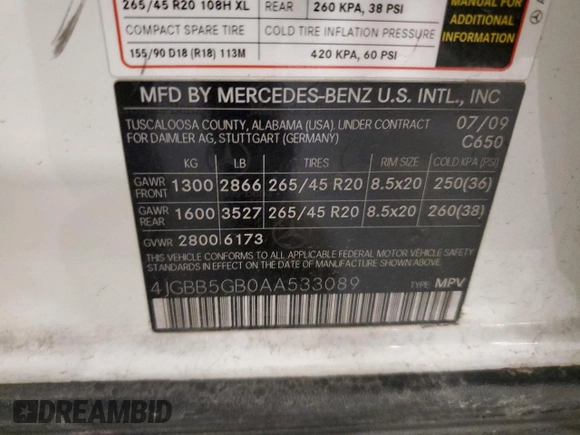 265/45 R20 108H XL REAR 260 KPA, 38 PSI
COMPACT SPARE TIRE COLD TIRE INFLATION PRESSURE
155/90 D18 (R18) 113M 420 KPA, 60 PSI
MANUAL FOR
ADDITIONAL
INFORMATION
MFD BY MERCEDES-BENZ U.S. INTL., INC
TUSCALOOSA COUNTY, ALABAMA (USA). UNDER CONTRACT 07/09
FOR DAIMLER AG, STUTTGART (GERMANY) C650
KG LB TIRES RIM SIZE COLD KPA (PSI)
GAWR FRONT 1300 2866 265/45 R20 8.5x20 250(36)
GAWR REAR 1600 3527 265/45 R20 8.5x20 260(38)
GVWR 2800 6173
THIS VEHICLE CONFORMS TO ALL APPLICABLE FEDERAL MOTOR VEHICLE SAFETY
STANDARDS IN EFFECT ON THE DATE OF MANUFACTURE SHOWN ABOVE.
4JGBB5GB0AA533089 TYPE MPV
DREAMBID